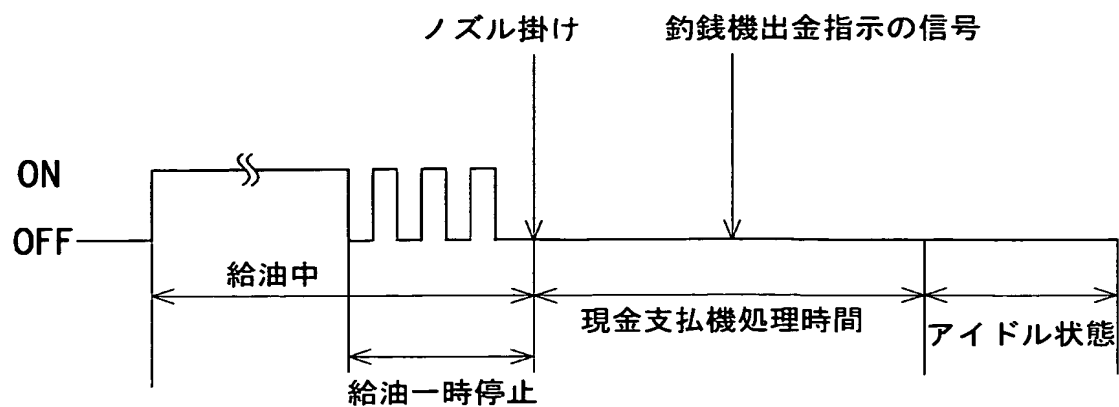 ノズル掛け
釣銭機出金指示の信号
ON
OFF
給油中
現金支払機処理時間
アイドル状態
給油一時停止